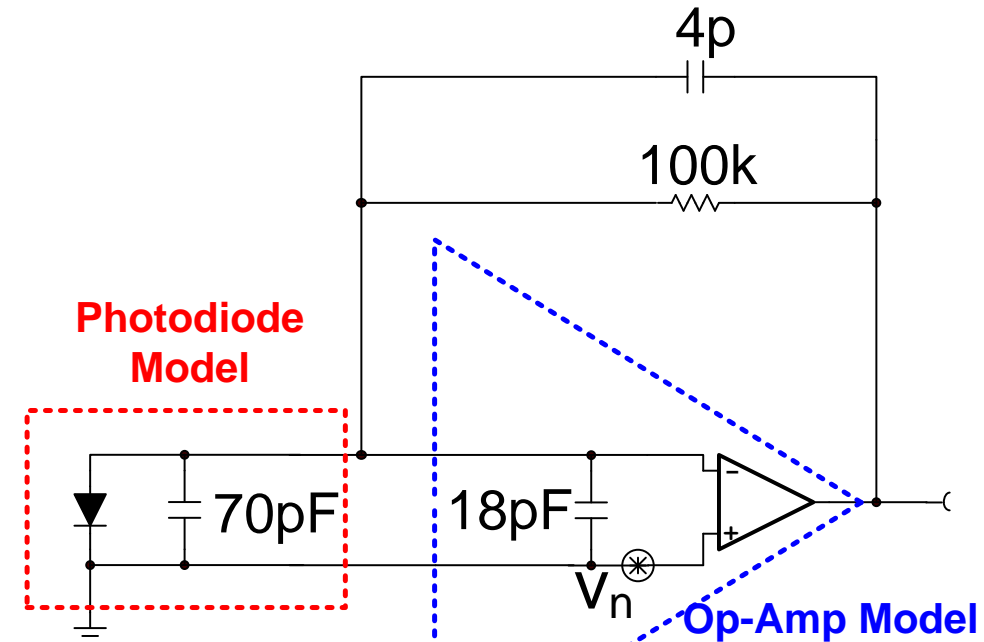 4p
100k
Photodiode
Model
70pF
18pF
−
+
Vn
Op-Amp Model